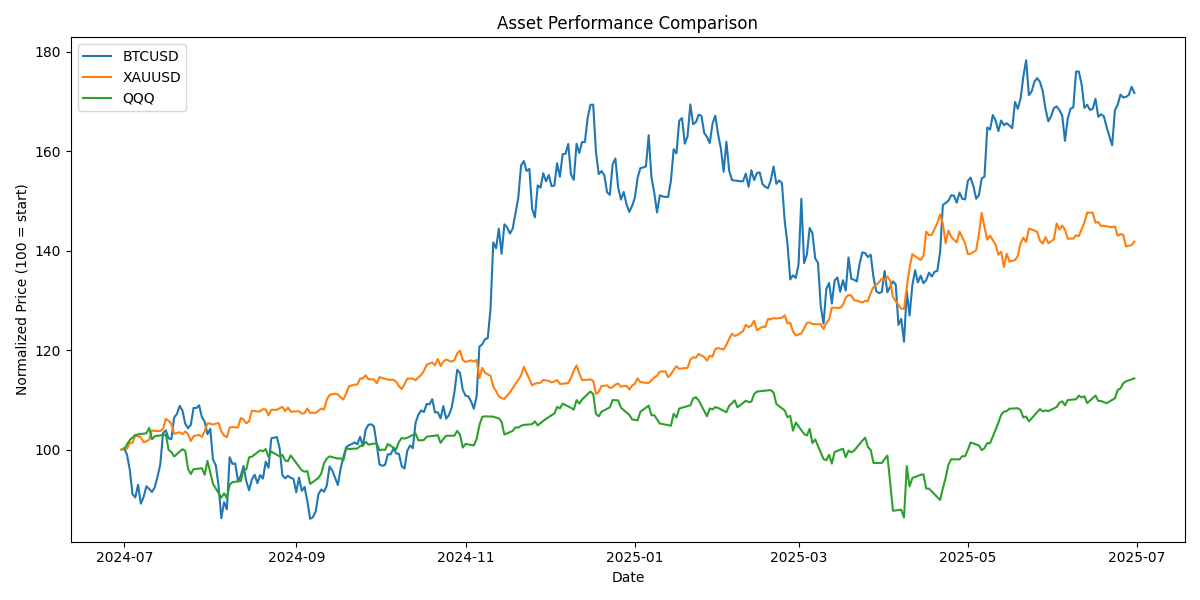 Asset Performance Comparison
BTCUSD
XAUUSD
QQQ
Normalized Price (100 = start)
180
160
140
120
100
2024-07
2024-09
2024-11
2025-01
2025-03
2025-05
2025-07
Date